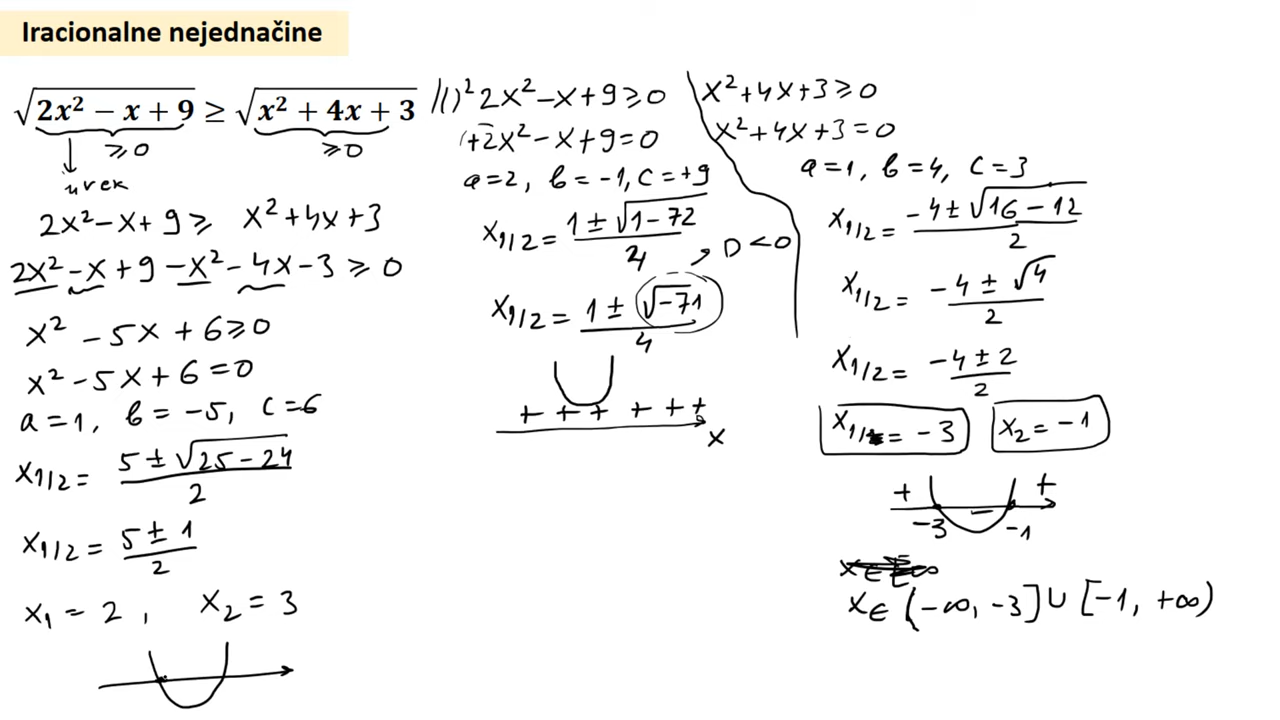 Iracionalne nejednačine
√(2x² − x + 9) ≥ √(x² + 4x + 3) //()²
≥0 ≥0
uvek
2x² − x + 9 ≥ x² + 4x + 3
2x² − x + 9 − x² − 4x − 3 ≥ 0
x² − 5x + 6 ≥ 0
x² − 5x + 6 = 0
a = 1, b = −5, c = 6
x₁/₂ = (5 ± √(25 − 24))/2
x₁/₂ = (5 ± 1)/2
x₁ = 2, x₂ = 3
2x² − x + 9 ≥ 0
+2x² − x + 9 = 0
a = 2, b = −1, c = +9
x₁/₂ = (1 ± √(1 − 72))/4
D < 0
x₁/₂ = (1 ± √−71)/4
+ + + + + +
x
x² + 4x + 3 ≥ 0
x² + 4x + 3 = 0
a = 1, b = 4, c = 3
x₁/₂ = (−4 ± √(16 − 12))/2
x₁/₂ = (−4 ± √4)/2
x₁/₂ = (−4 ± 2)/2
x₁ = −3 x₂ = −1
+ − +
−3 −1
x ∈ (−∞, −3] ∪ [−1, +∞)